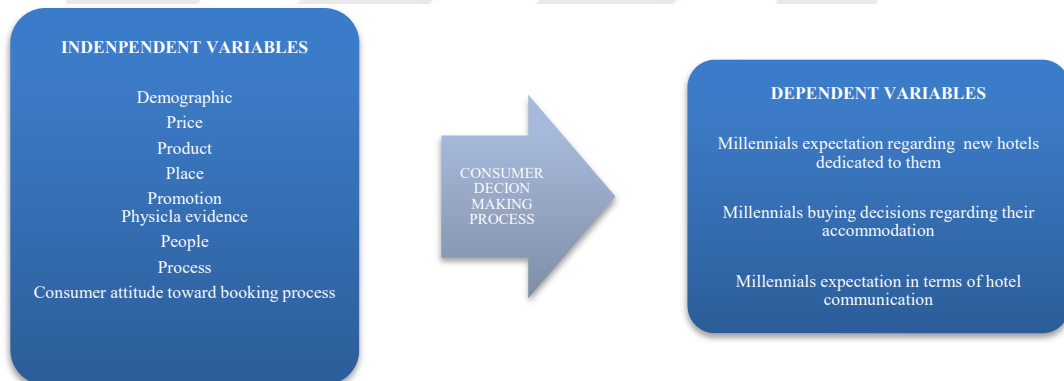 INDENPENDENT VARIABLES
Demographic
Price
Product
Place
Promotion
Physicla evidence
People
Process
Consumer attitude toward booking process
CONSUMER
DECION
MAKING
PROCESS
DEPENDENT VARIABLES
Millennials expectation regarding new hotels
dedicated to them
Millennials buying decisions regarding their
accommodation
Millennials expectation in terms of hotel
communication